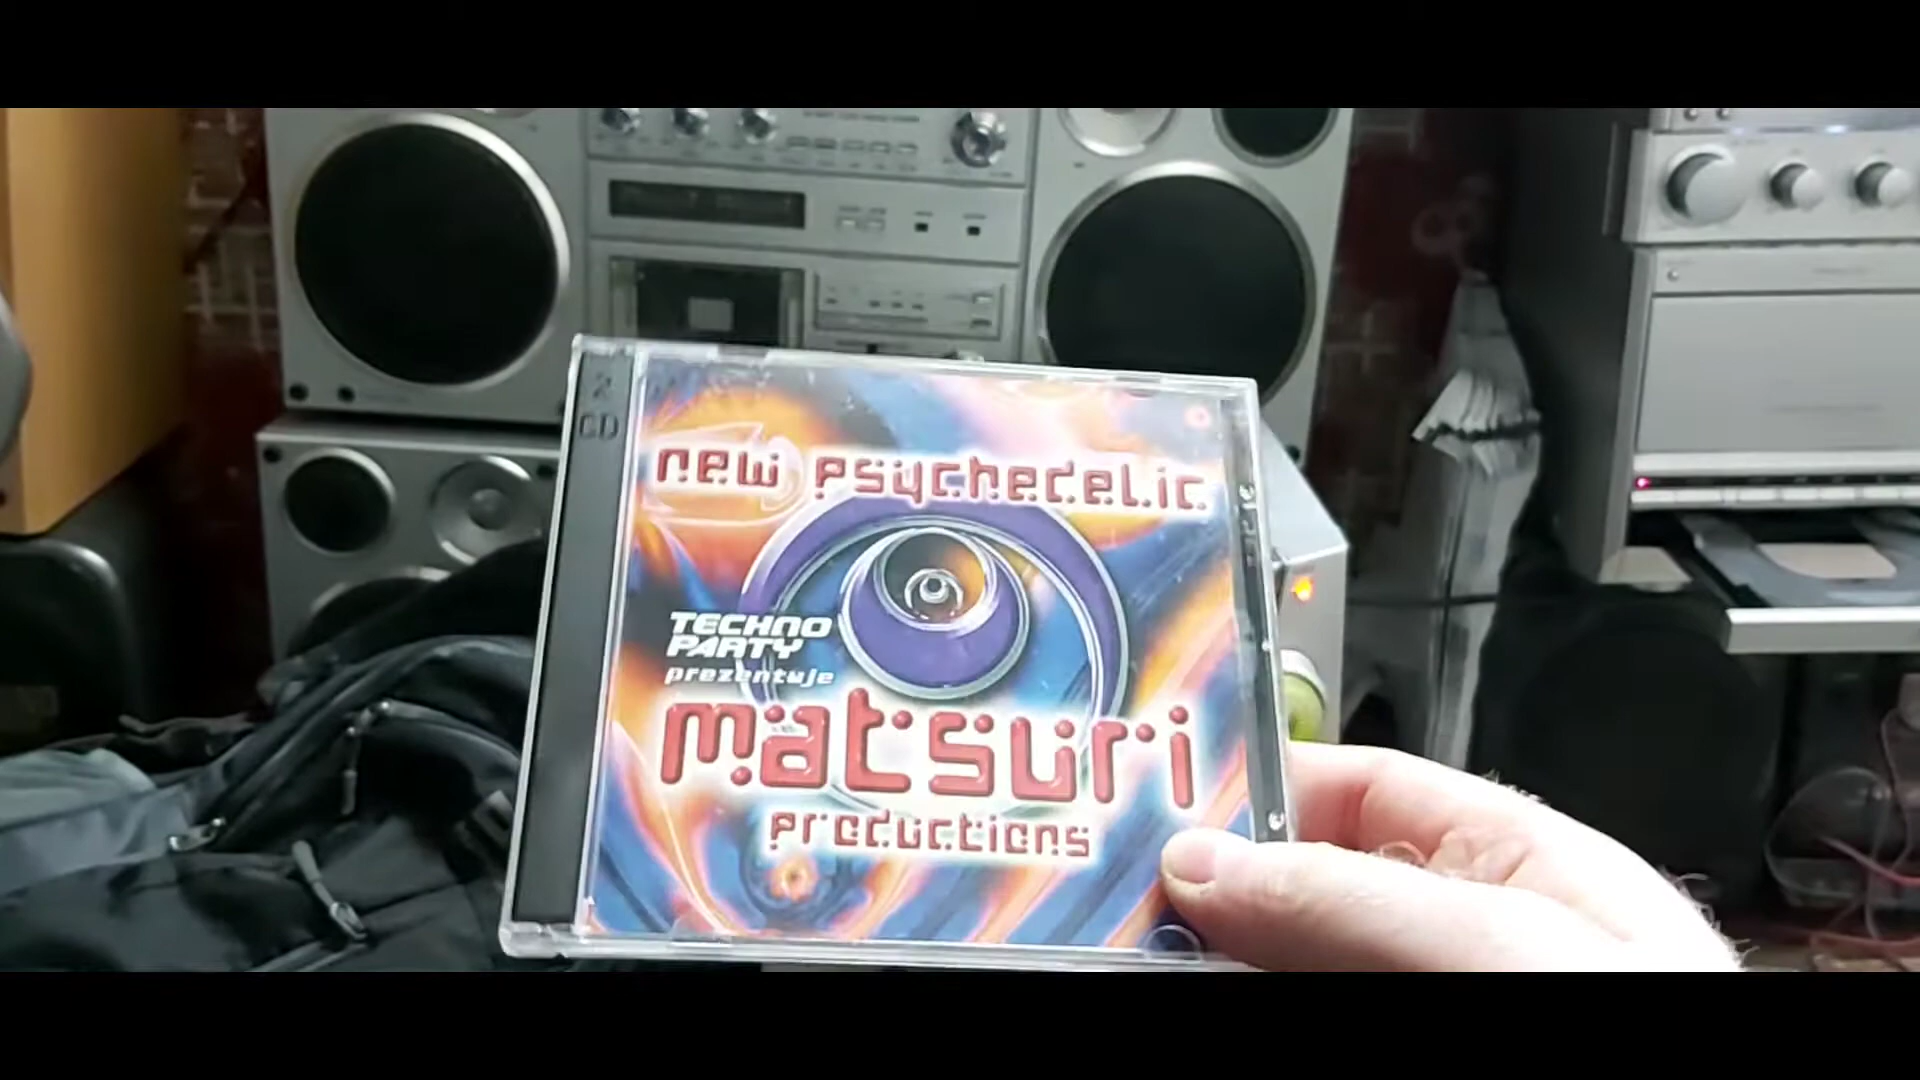 2
CD
new psychedelic
TECHNO
PARTY
prezentuje
matsuri
productions